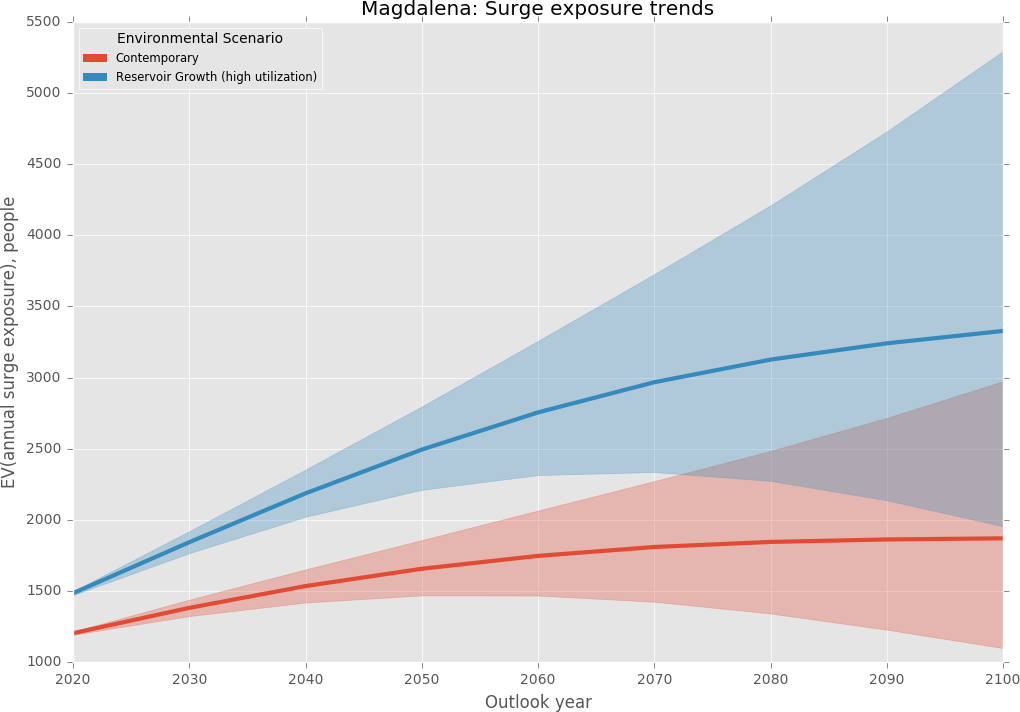 Magdalena: Surge exposure trends
5500
5000
4500
4000
3500
3000
2500
2000
1500
1000
EV(annual surge exposure), people
Environmental Scenario
Contemporary
Reservoir Growth (high utilization)
2020 2030 2040 2050 2060 2070 2080 2090 2100
Outlook year